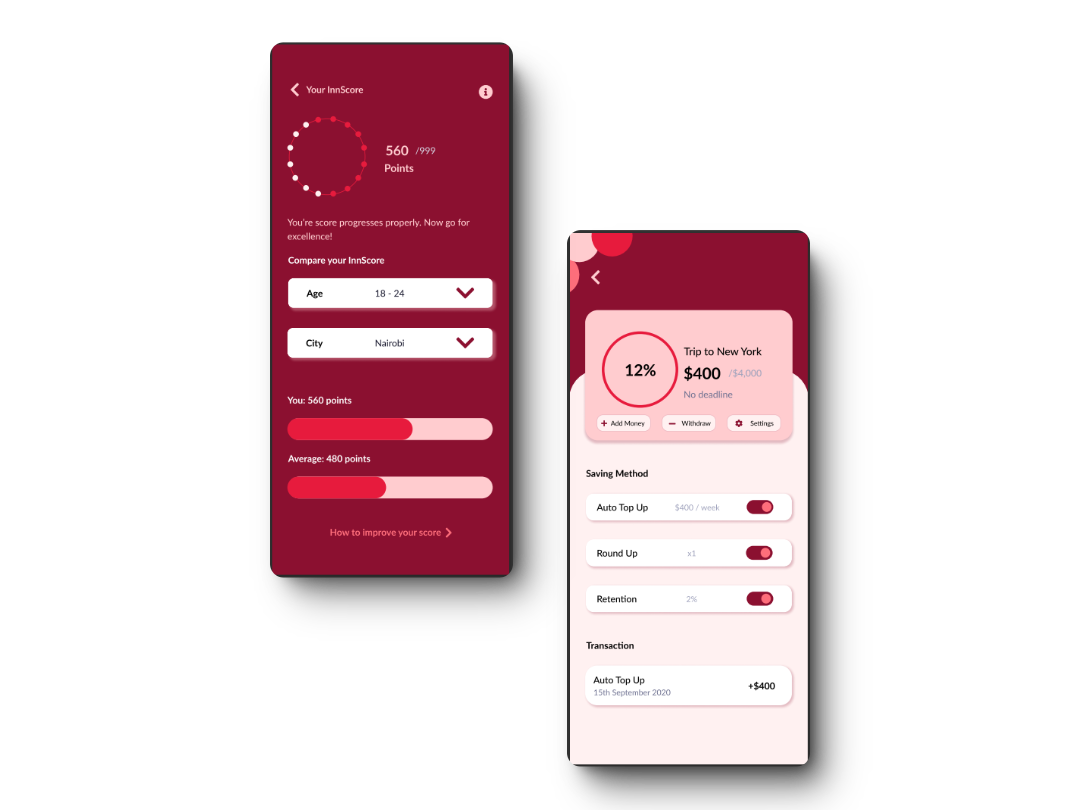 Your InnScore
560 /999
Points
You're score progresses properly. Now go for
excellence!
Compare your InnScore
Age 18 - 24
City Nairobi
You: 560 points
Average: 480 points
How to improve your score
12%
Trip to New York
$400 /$4,000
No deadline
Add Money Withdraw Settings
Saving Method
Auto Top Up $400 / week
Round Up x1
Retention 2%
Transaction
Auto Top Up
15th September 2020
+$400